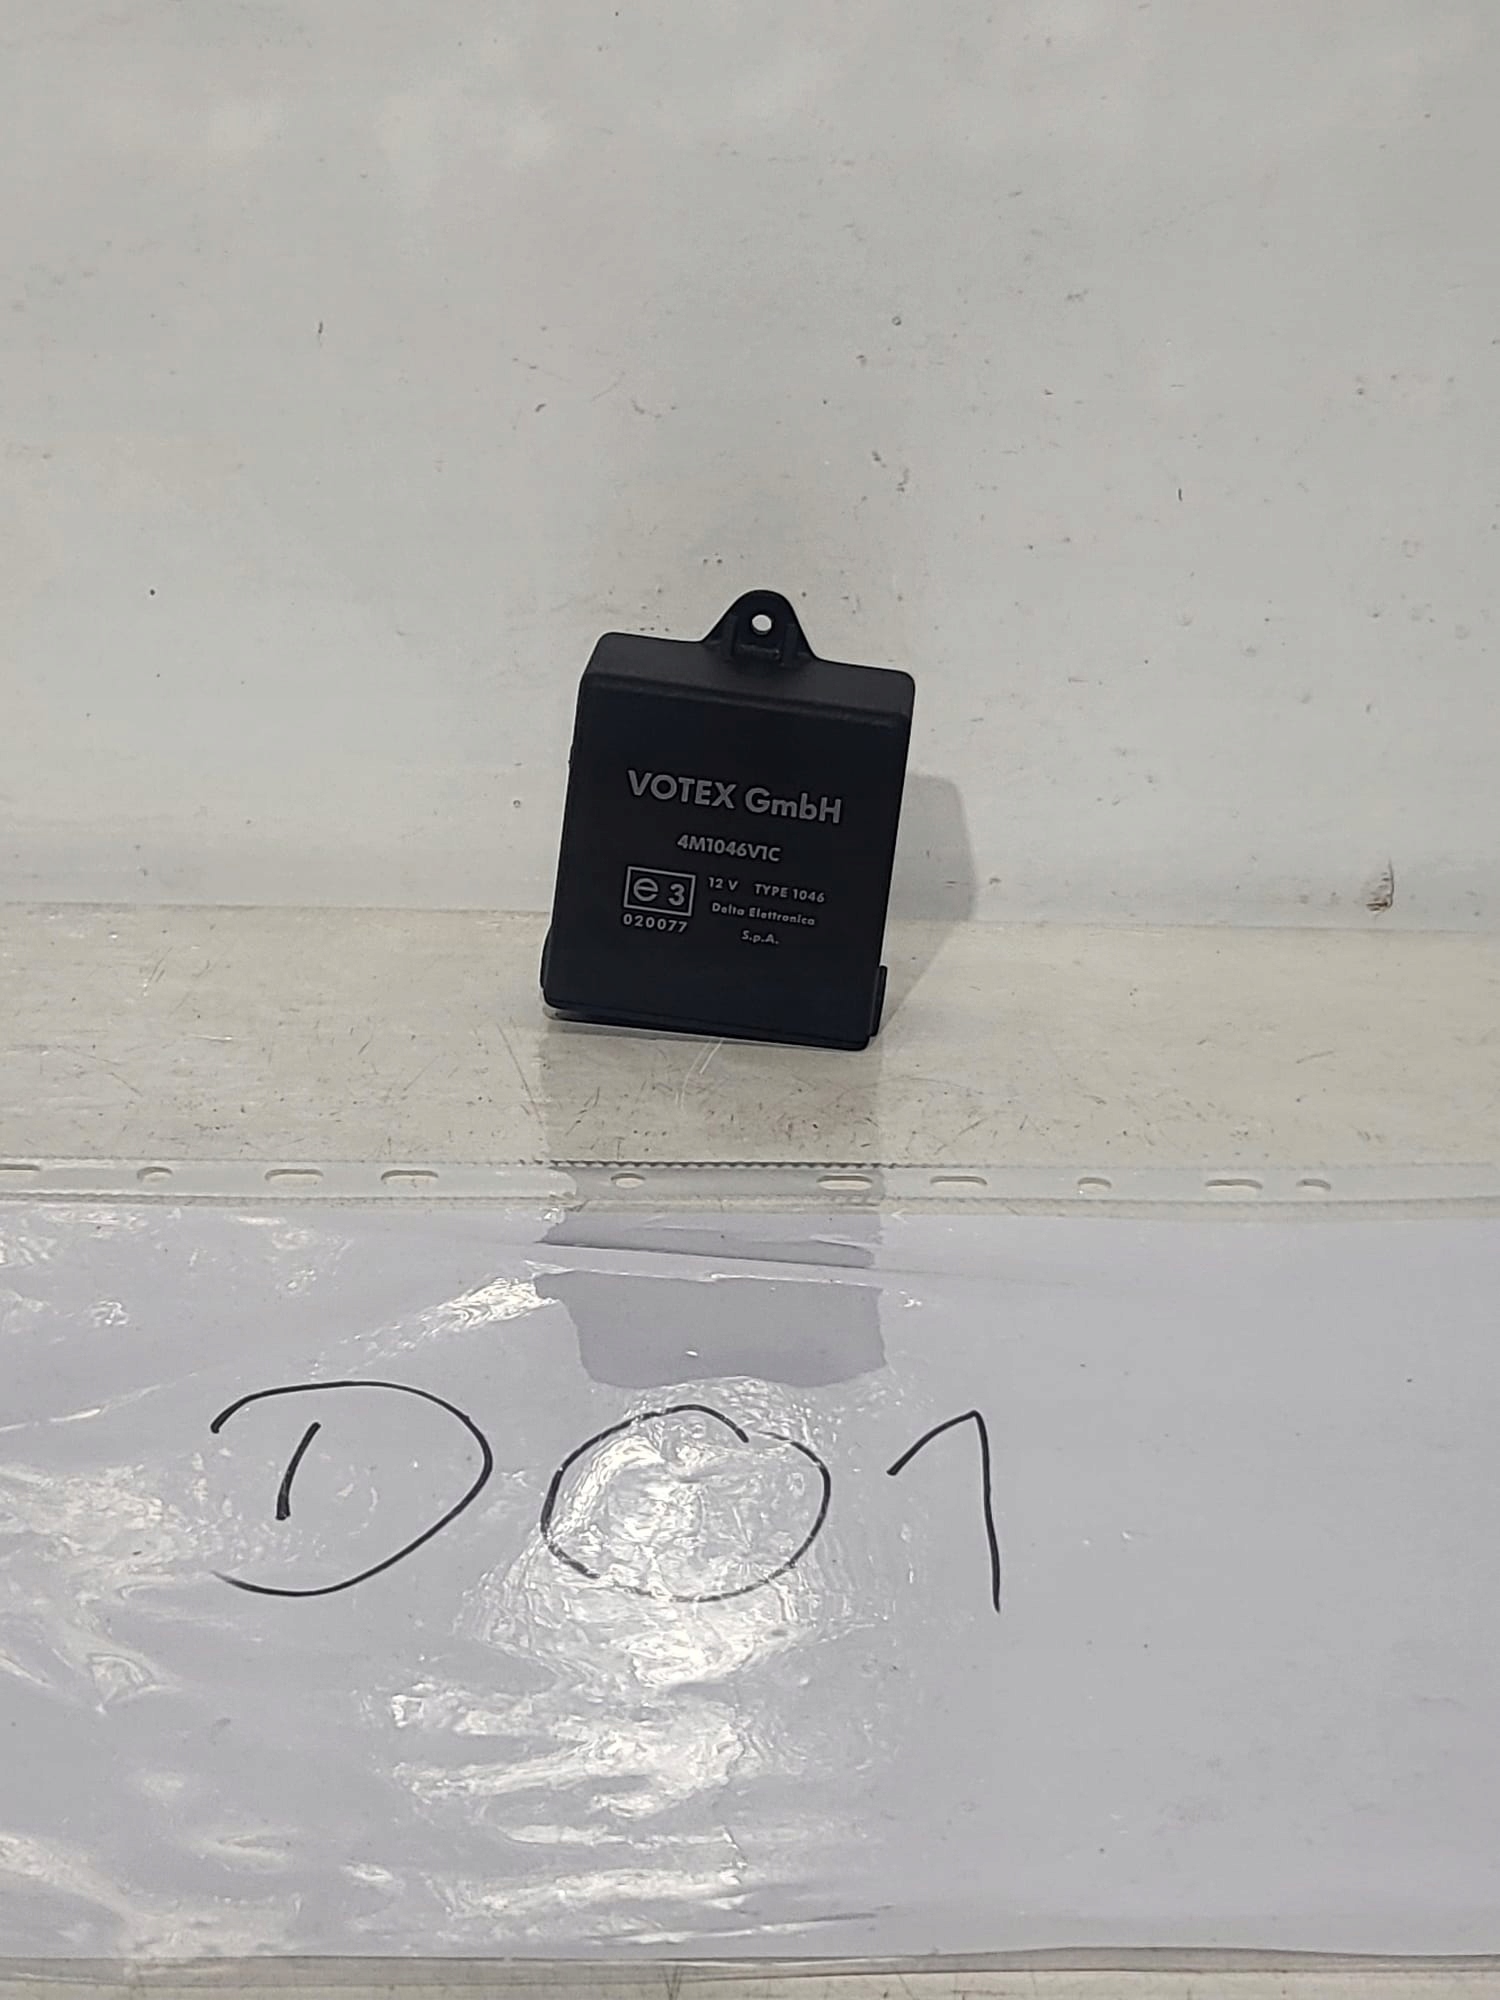 VOTEX GmbH
4M1046V1C
e 3 12 V TYPE 1046
Delta Elettronica
020077
S.p.A.
D01